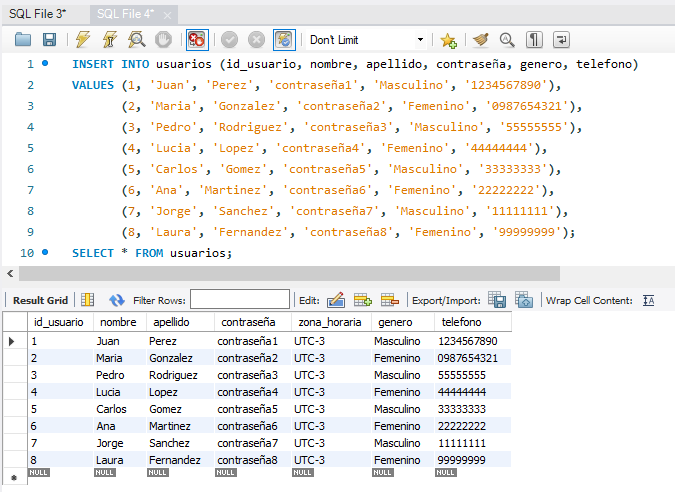 SQL File 3* SQL File 4*
Don't Limit
1 INSERT INTO usuarios (id_usuario, nombre, apellido, contraseña, genero, telefono)
2 VALUES (1, 'Juan', 'Perez', 'contraseña1', 'Masculino', '1234567890'),
3 (2, 'Maria', 'Gonzalez', 'contraseña2', 'Femenino', '0987654321'),
4 (3, 'Pedro', 'Rodriguez', 'contraseña3', 'Masculino', '55555555'),
5 (4, 'Lucia', 'Lopez', 'contraseña4', 'Femenino', '44444444'),
6 (5, 'Carlos', 'Gomez', 'contraseña5', 'Masculino', '33333333'),
7 (6, 'Ana', 'Martinez', 'contraseña6', 'Femenino', '22222222'),
8 (7, 'Jorge', 'Sanchez', 'contraseña7', 'Masculino', '11111111'),
9 (8, 'Laura', 'Fernandez', 'contraseña8', 'Femenino', '99999999');
10 SELECT * FROM usuarios;
Result Grid Filter Rows: Edit: Export/Import: Wrap Cell Content:
id_usuario nombre apellido contraseña zona_horaria genero telefono
1 Juan Perez contraseña1 UTC-3 Masculino 1234567890
2 Maria Gonzalez contraseña2 UTC-3 Femenino 0987654321
3 Pedro Rodriguez contraseña3 UTC-3 Masculino 55555555
4 Lucia Lopez contraseña4 UTC-3 Femenino 44444444
5 Carlos Gomez contraseña5 UTC-3 Masculino 33333333
6 Ana Martinez contraseña6 UTC-3 Femenino 22222222
7 Jorge Sanchez contraseña7 UTC-3 Masculino 11111111
8 Laura Fernandez contraseña8 UTC-3 Femenino 99999999
NULL NULL NULL NULL NULL NULL NULL